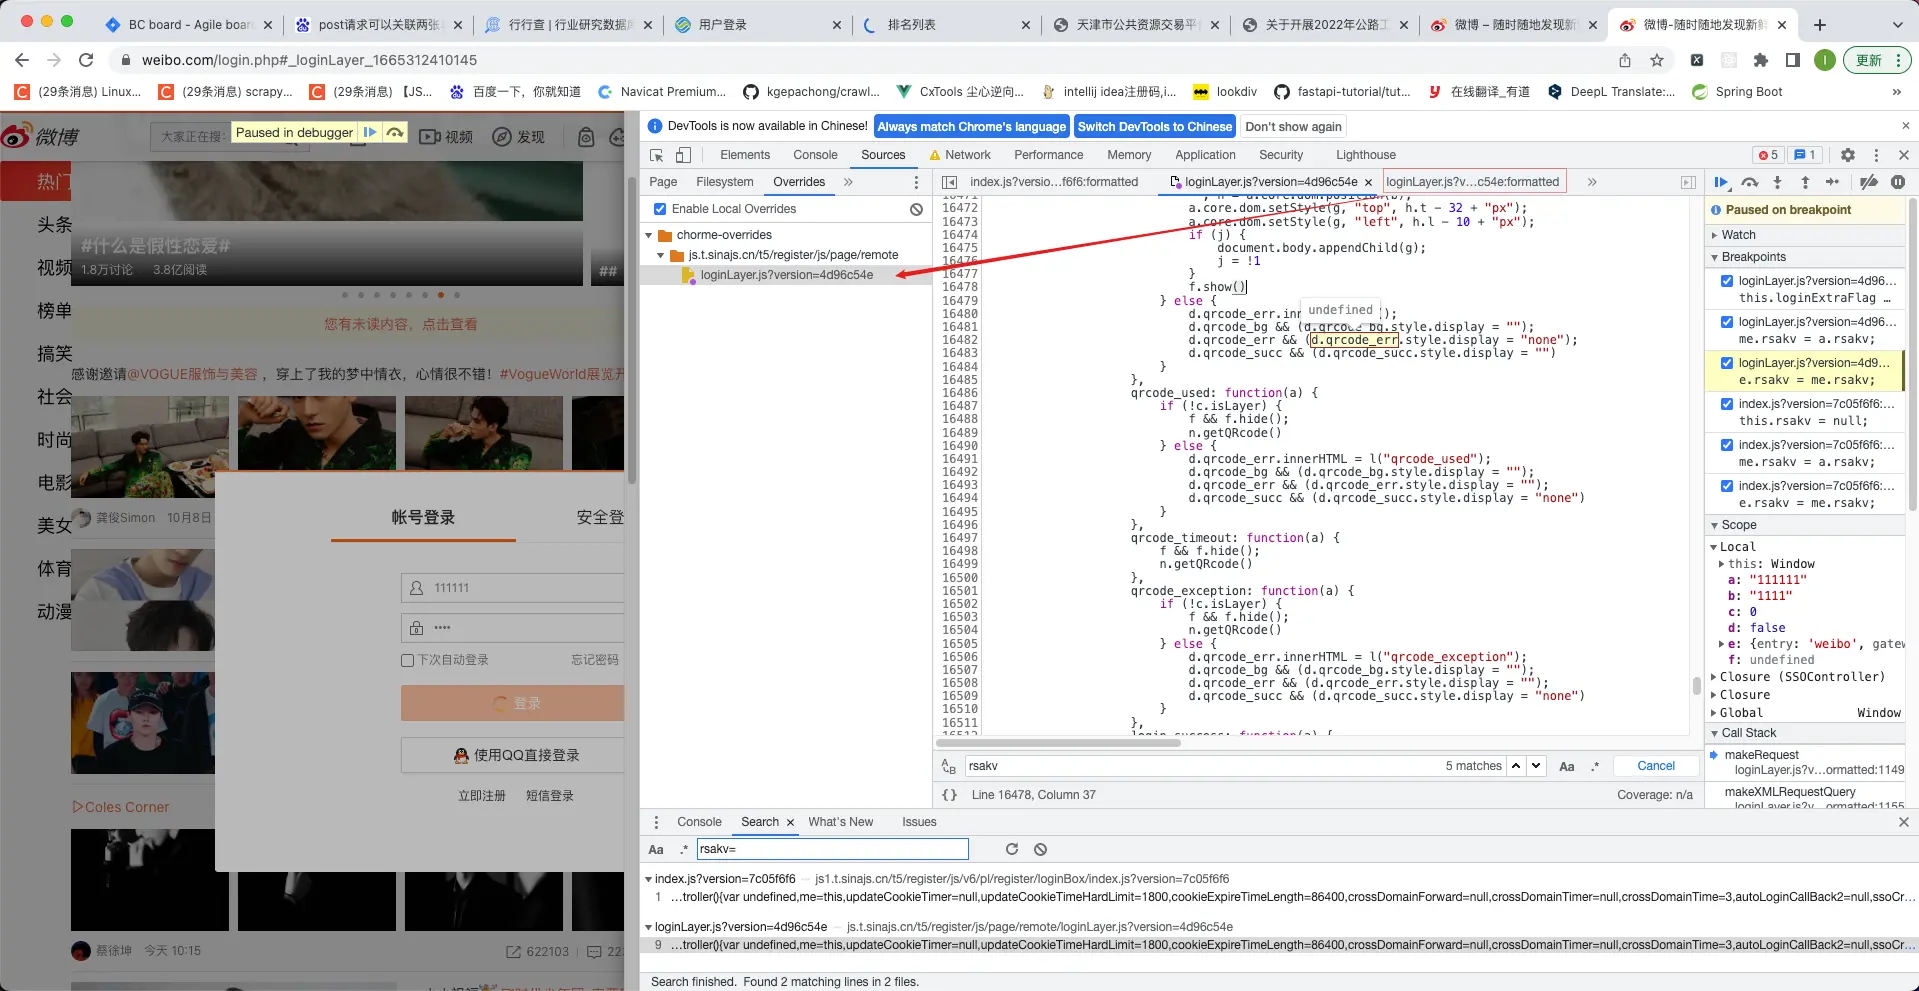 BC board - Agile board
post请求可以关联两张表
行行查 | 行业研究数据库
用户登录
排名列表
天津市公共资源交易平台
关于开展2022年公路工
微博 – 随时随地发现新
微博-随时随地发现新鲜
weibo.com/login.php#_loginLayer_1665312410145
更新
(29条消息) Linux...
(29条消息) scrapy...
(29条消息) 【JS...
百度一下，你就知道
Navicat Premium...
kgepachong/crawl...
CxTools 尘心逆向...
intellij idea注册码,i...
lookdiv
fastapi-tutorial/tut...
在线翻译_有道
DeepL Translate:...
Spring Boot
»
微博
大家正在搜:
Paused in debugger
视频
发现
热门
头条
视频
榜单
搞笑
社会
时尚
电影
美女
体育
动漫
#什么是假性恋爱#
1.8万讨论 3.8亿阅读
##
您有未读内容，点击查看
感谢邀请@VOGUE服饰与美容 ，穿上了我的梦中情衣，心情很不错！#VogueWorld展览开
龚俊Simon 10月8日
帐号登录
安全登
111111
••••
下次自动登录
忘记密码
登录
使用QQ直接登录
立即注册 短信登录
▷Coles Corner
蔡徐坤 今天 10:15
622103
22
DevTools is now available in Chinese!
Always match Chrome's language
Switch DevTools to Chinese
Don't show again
Elements Console Sources Network Performance Memory Application Security Lighthouse
5
1
Page Filesystem Overrides »
Enable Local Overrides
chorme-overrides
js.t.sinajs.cn/t5/register/js/page/remote
loginLayer.js?version=4d96c54e
index.js?versio...f6f6:formatted
loginLayer.js?version=4d96c54e
loginLayer.js?v...c54e:formatted
»
16471 , h = a.core.dom.position(b);
16472 a.core.dom.setStyle(g, "top", h.t - 32 + "px");
16473 a.core.dom.setStyle(g, "left", h.l - 10 + "px");
16474 if (j) {
16475 document.body.appendChild(g);
16476 j = !1
16477 }
16478 f.show()
16479 } else {
16480 d.qrcode_err.inn
();
undefined
16481 d.qrcode_bg && (d.qrcode_bg.style.display = "");
16482 d.qrcode_err && (d.qrcode_err.style.display = "none");
16483 d.qrcode_succ && (d.qrcode_succ.style.display = "")
16484 }
16485 },
16486 qrcode_used: function(a) {
16487 if (!c.isLayer) {
16488 f && f.hide();
16489 n.getQRcode()
16490 } else {
16491 d.qrcode_err.innerHTML = l("qrcode_used");
16492 d.qrcode_bg && (d.qrcode_bg.style.display = "");
16493 d.qrcode_err && (d.qrcode_err.style.display = "");
16494 d.qrcode_succ && (d.qrcode_succ.style.display = "none")
16495 }
16496 },
16497 qrcode_timeout: function(a) {
16498 f && f.hide();
16499 n.getQRcode()
16500 },
16501 qrcode_exception: function(a) {
16502 if (!c.isLayer) {
16503 f && f.hide();
16504 n.getQRcode()
16505 } else {
16506 d.qrcode_err.innerHTML = l("qrcode_exception");
16507 d.qrcode_bg && (d.qrcode_bg.style.display = "");
16508 d.qrcode_err && (d.qrcode_err.style.display = "");
16509 d.qrcode_succ && (d.qrcode_succ.style.display = "none")
16510 }
16511 },
16512 login_success: function(a) {
rsakv
5 matches
Aa .*
Cancel
{} Line 16478, Column 37
Coverage: n/a
Paused on breakpoint
Watch
Breakpoints
loginLayer.js?version=4d96...
this.loginExtraFlag …
loginLayer.js?version=4d96...
me.rsakv = a.rsakv;
loginLayer.js?version=4d9...
e.rsakv = me.rsakv;
index.js?version=7c05f6f6:...
this.rsakv = null;
index.js?version=7c05f6f6:...
me.rsakv = a.rsakv;
index.js?version=7c05f6f6:...
e.rsakv = me.rsakv;
Scope
Local
this: Window
a: "111111"
b: "1111"
c: 0
d: false
e: {entry: 'weibo', gatew
f: undefined
Closure (SSOController)
Closure
Global Window
Call Stack
makeRequest
loginLayer.js?v...ormatted:1149
makeXMLRequestQuery
loginLayer.js?v...ormatted:1155
Console Search What's New Issues
Aa .* rsakv=
index.js?version=7c05f6f6 — js1.t.sinajs.cn/t5/register/js/v6/pl/register/loginBox/index.js?version=7c05f6f6
1 …troller(){var undefined,me=this,updateCookieTimer=null,updateCookieTimeHardLimit=1800,cookieExpireTimeLength=86400,crossDomainForward=null,crossDomainTimer=null,crossDomainTime=3,autoLoginCallBack2=null,ssoCr…
loginLayer.js?version=4d96c54e — js.t.sinajs.cn/t5/register/js/page/remote/loginLayer.js?version=4d96c54e
9 …troller(){var undefined,me=this,updateCookieTimer=null,updateCookieTimeHardLimit=1800,cookieExpireTimeLength=86400,crossDomainForward=null,crossDomainTimer=null,crossDomainTime=3,autoLoginCallBack2=null,ssoCr…
Search finished. Found 2 matching lines in 2 files.